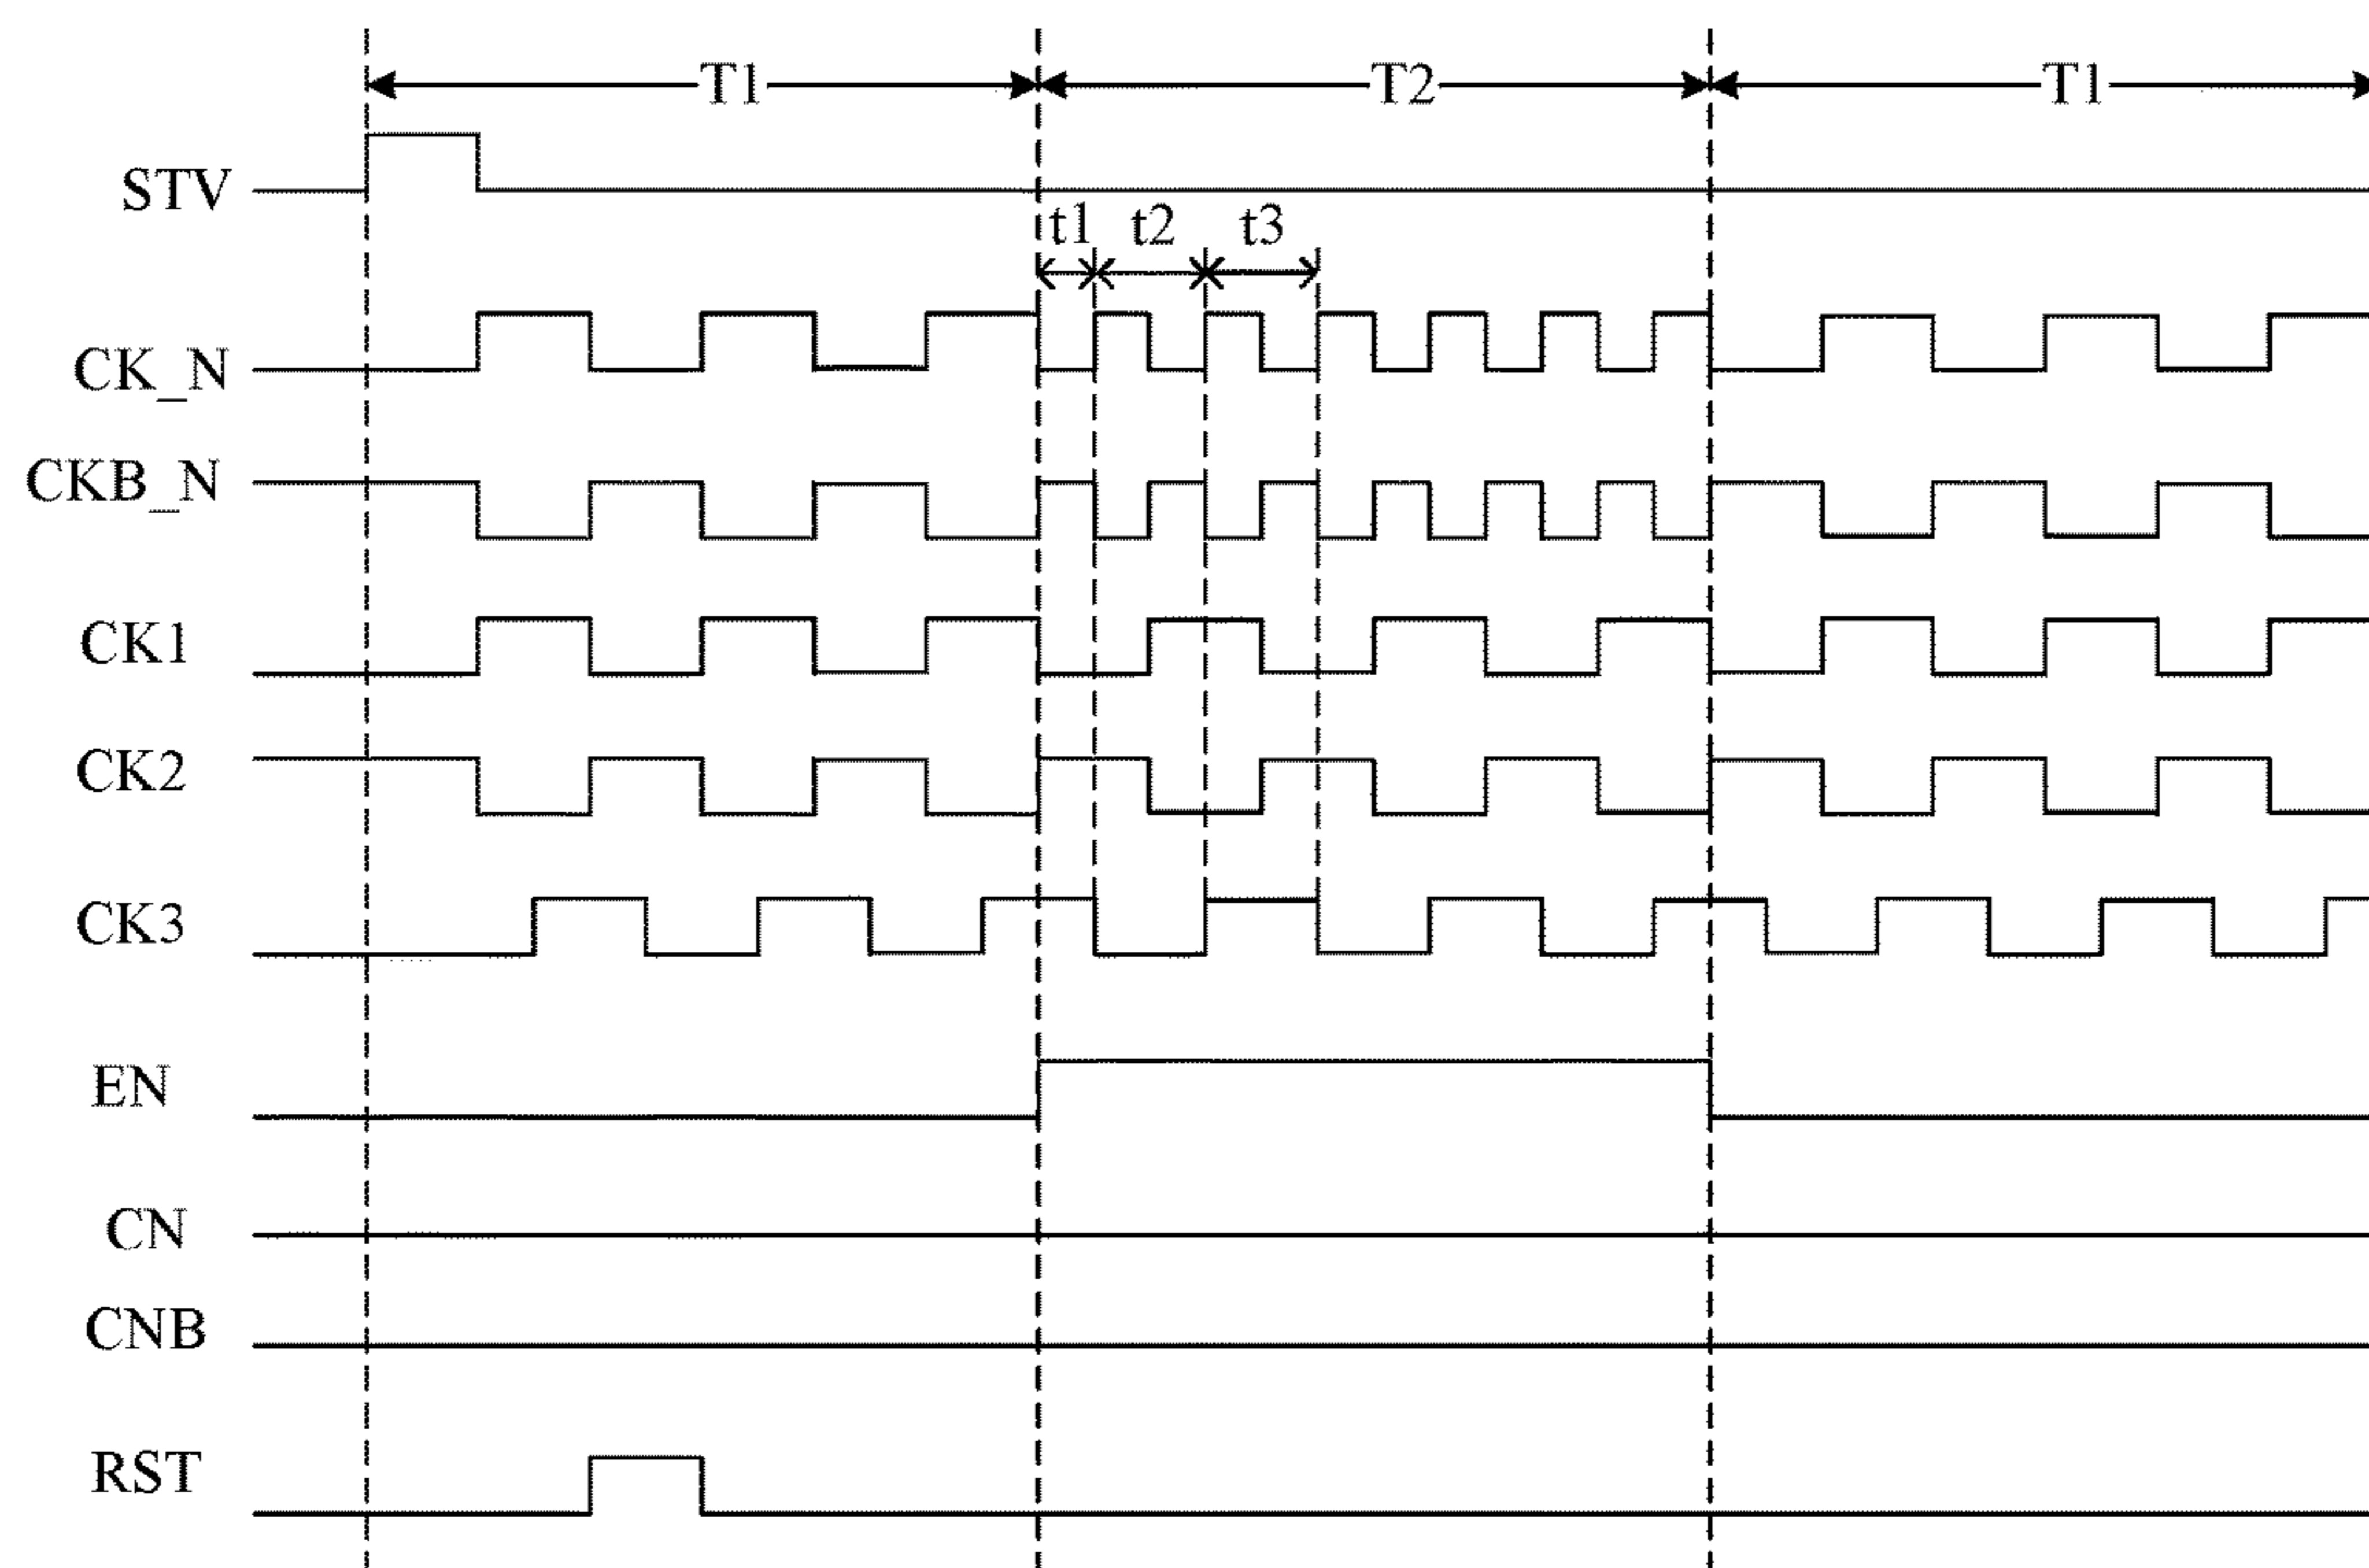 T1 T2 T1
STV
t1 t2 t3
CK_N
CKB_N
CK1
CK2
CK3
EN
CN
CNB
RST